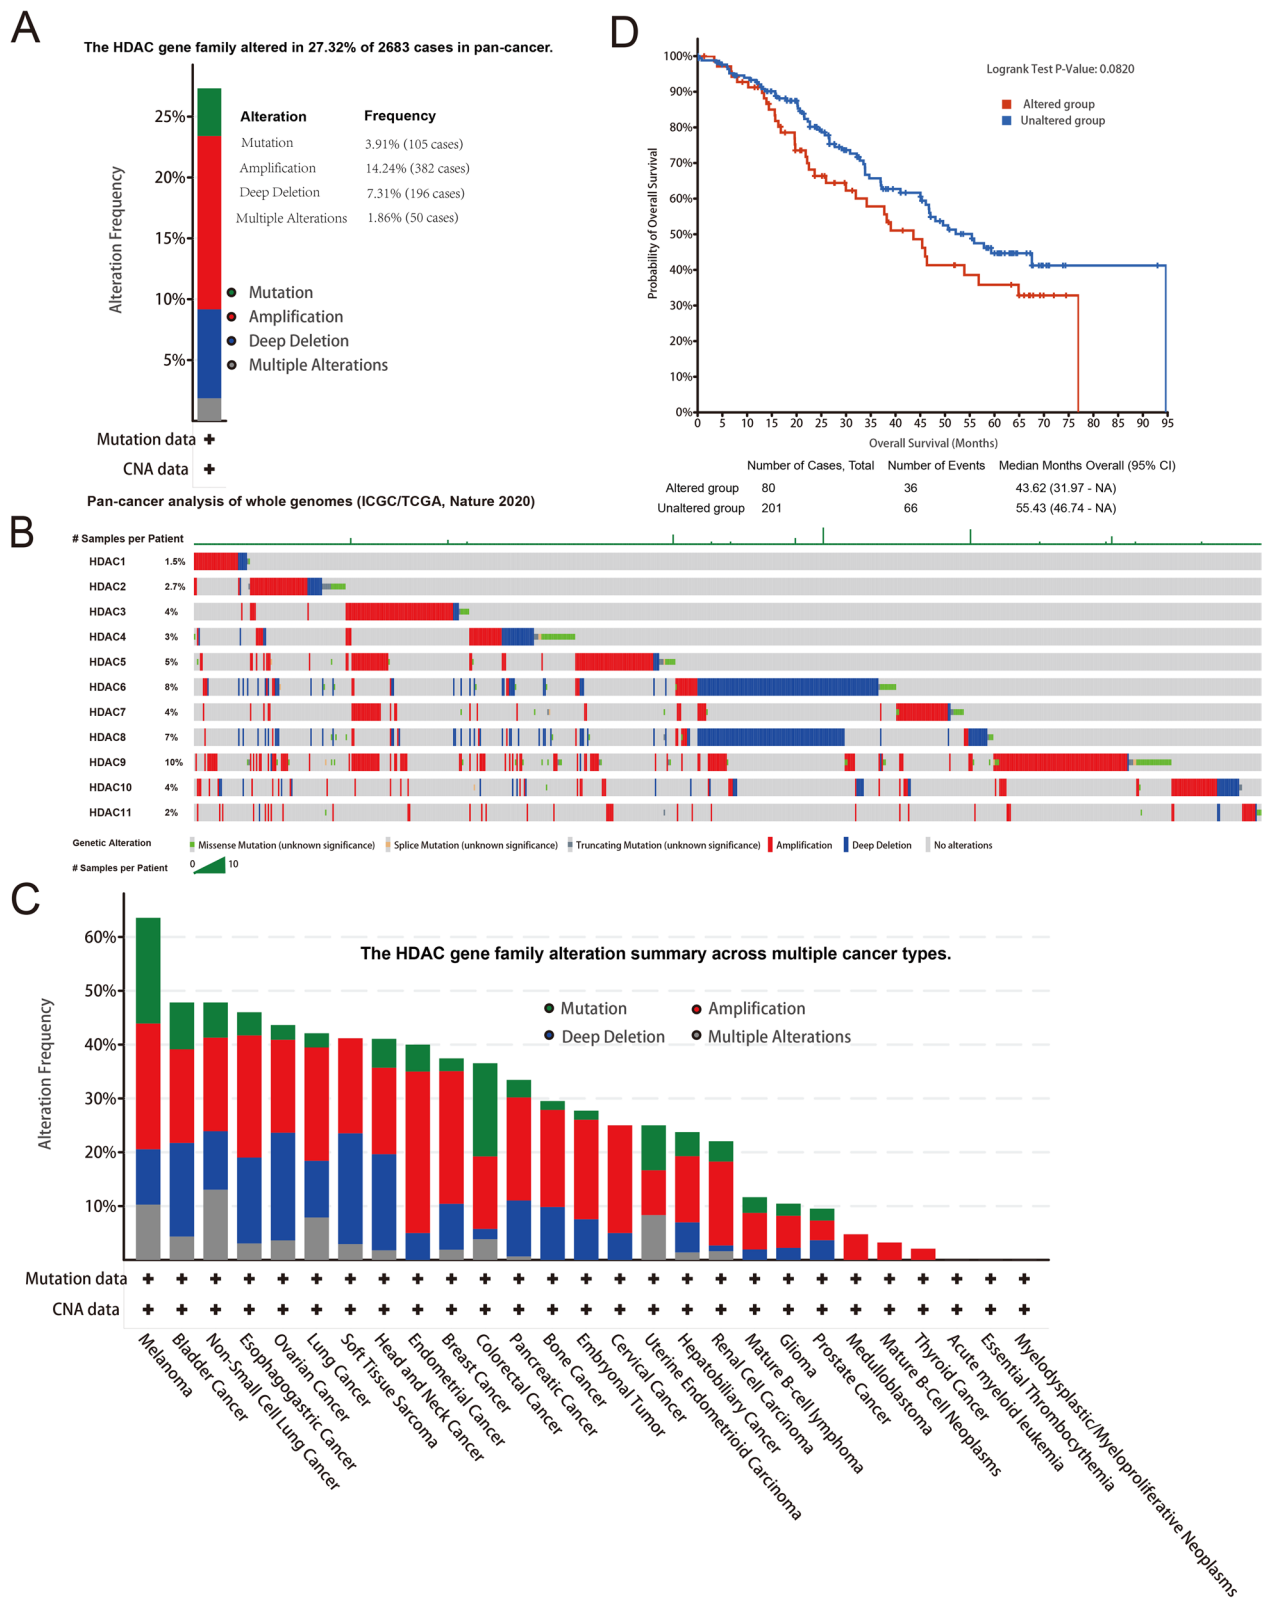 A
The HDAC gene family altered in 27.32% of 2683 cases in pan-cancer.
Alteration Frequency
25%
20%
15%
10%
5%
Alteration Frequency
Mutation 3.91% (105 cases)
Amplification 14.24% (382 cases)
Deep Deletion 7.31% (196 cases)
Multiple Alterations 1.86% (50 cases)
Mutation
Amplification
Deep Deletion
Multiple Alterations
Mutation data
CNA data
Pan-cancer analysis of whole genomes (ICGC/TCGA, Nature 2020)
D
Probability of Overall Survival
100%
90%
80%
70%
60%
50%
40%
30%
20%
10%
0%
Logrank Test P-Value: 0.0820
Altered group
Unaltered group
0 5 10 15 20 25 30 35 40 45 50 55 60 65 70 75 80 85 90 95
Overall Survival (Months)
Number of Cases, Total Number of Events Median Months Overall (95% CI)
Altered group 80 36 43.62 (31.97 - NA)
Unaltered group 201 66 55.43 (46.74 - NA)
B
# Samples per Patient
HDAC1 1.5%
HDAC2 2.7%
HDAC3 4%
HDAC4 3%
HDAC5 5%
HDAC6 8%
HDAC7 4%
HDAC8 7%
HDAC9 10%
HDAC10 4%
HDAC11 2%
Genetic Alteration Missense Mutation (unknown significance) Splice Mutation (unknown significance) Truncating Mutation (unknown significance) Amplification Deep Deletion No alterations
# Samples per Patient 0 10
C
The HDAC gene family alteration summary across multiple cancer types.
Alteration Frequency
60%
50%
40%
30%
20%
10%
Mutation Amplification
Deep Deletion Multiple Alterations
Mutation data
CNA data
Melanoma
Bladder Cancer
Non-Small Cell Lung Cancer
Esophagogastric Cancer
Ovarian Cancer
Lung Cancer
Soft Tissue Sarcoma
Head and Neck Cancer
Endometrial Cancer
Breast Cancer
Colorectal Cancer
Pancreatic Cancer
Bone Cancer
Embryonal Tumor
Cervical Cancer
Uterine Endometrioid Carcinoma
Hepatobiliary Cancer
Renal Cell Carcinoma
Mature B-cell lymphoma
Glioma
Prostate Cancer
Medulloblastoma
Mature B-Cell Neoplasms
Thyroid Cancer
Acute myeloid leukemia
Essential Thrombocythemia
Myelodysplastic/Myeloproliferative Neoplasms